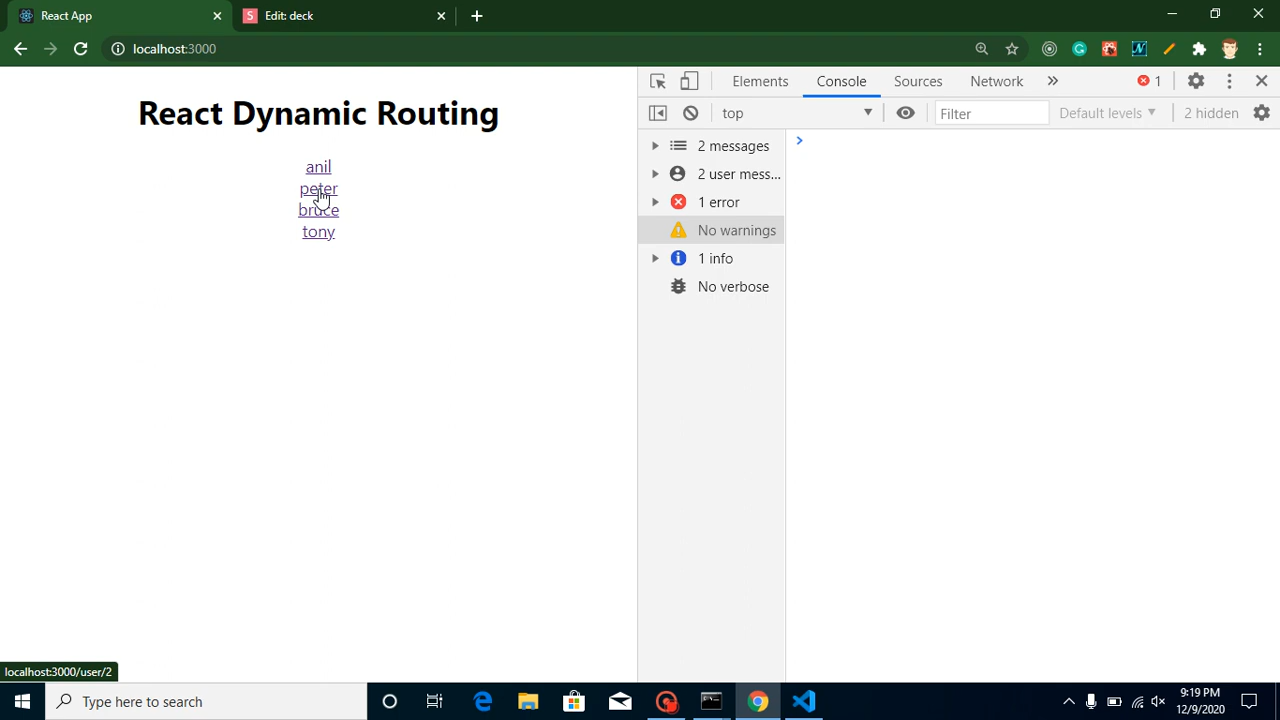 React App
Edit: deck
localhost:3000
React Dynamic Routing
anil
peter
bruce
tony
Elements
Console
Sources
Network
1
top
Filter
Default levels
2 hidden
2 messages
2 user mess...
1 error
No warnings
1 info
No verbose
localhost:3000/user/2
Type here to search
9:19 PM
12/9/2020